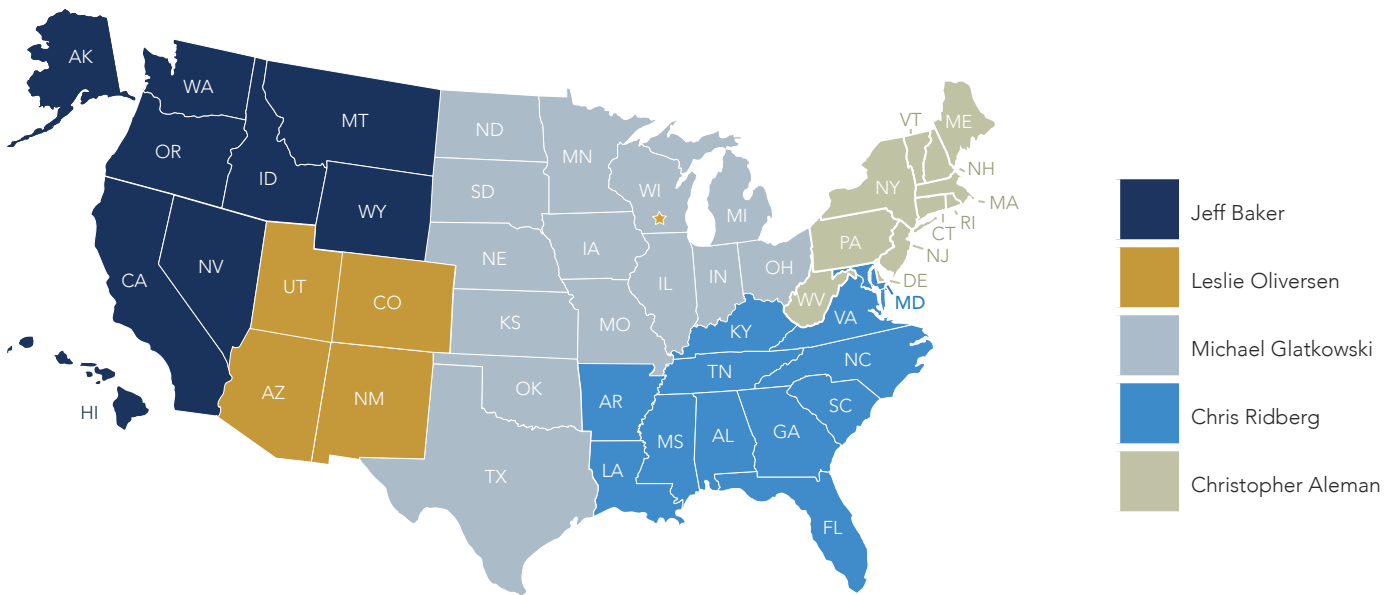 AK
WA
MT
OR
ID
WY
CA
NV
UT
CO
AZ
NM
HI
ND
MN
SD
WI
MI
NE
IA
IL
IN
OH
KS
MO
OK
TX
KY
VA
TN
NC
AR
SC
MS
AL
GA
LA
FL
VT
ME
NH
NY
MA
RI
CT
PA
NJ
DE
MD
WV
Jeff Baker
Leslie Oliversen
Michael Glatkowski
Chris Ridberg
Christopher Aleman